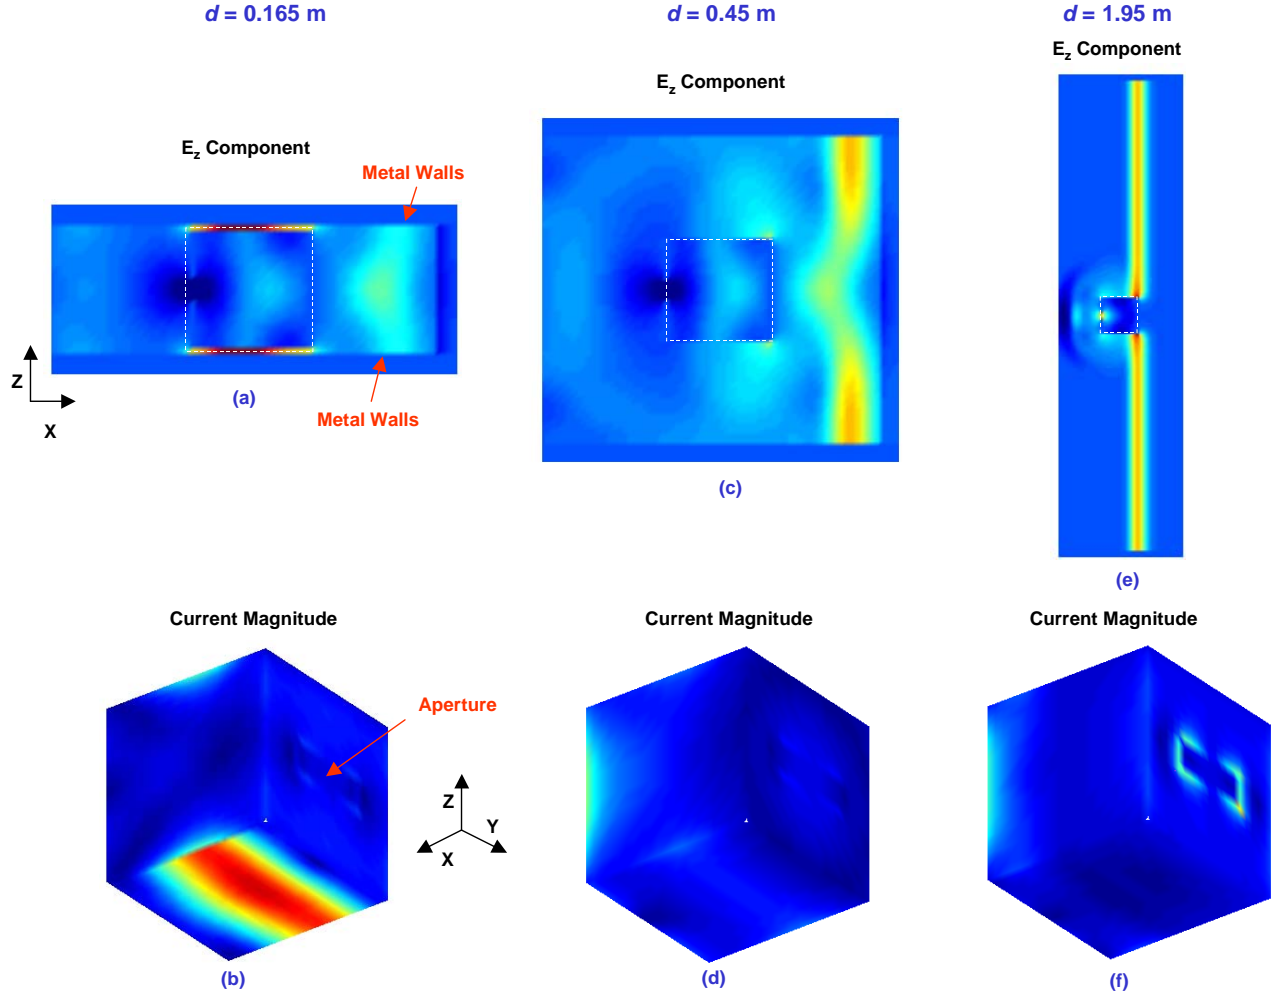 d = 0.165 m
d = 0.45 m
d = 1.95 m
Ez Component
Ez Component
Ez Component
Metal Walls
Z
X
(a)
Metal Walls
(c)
(e)
Current Magnitude
Current Magnitude
Current Magnitude
Aperture
Z
Y
X
(b)
(d)
(f)